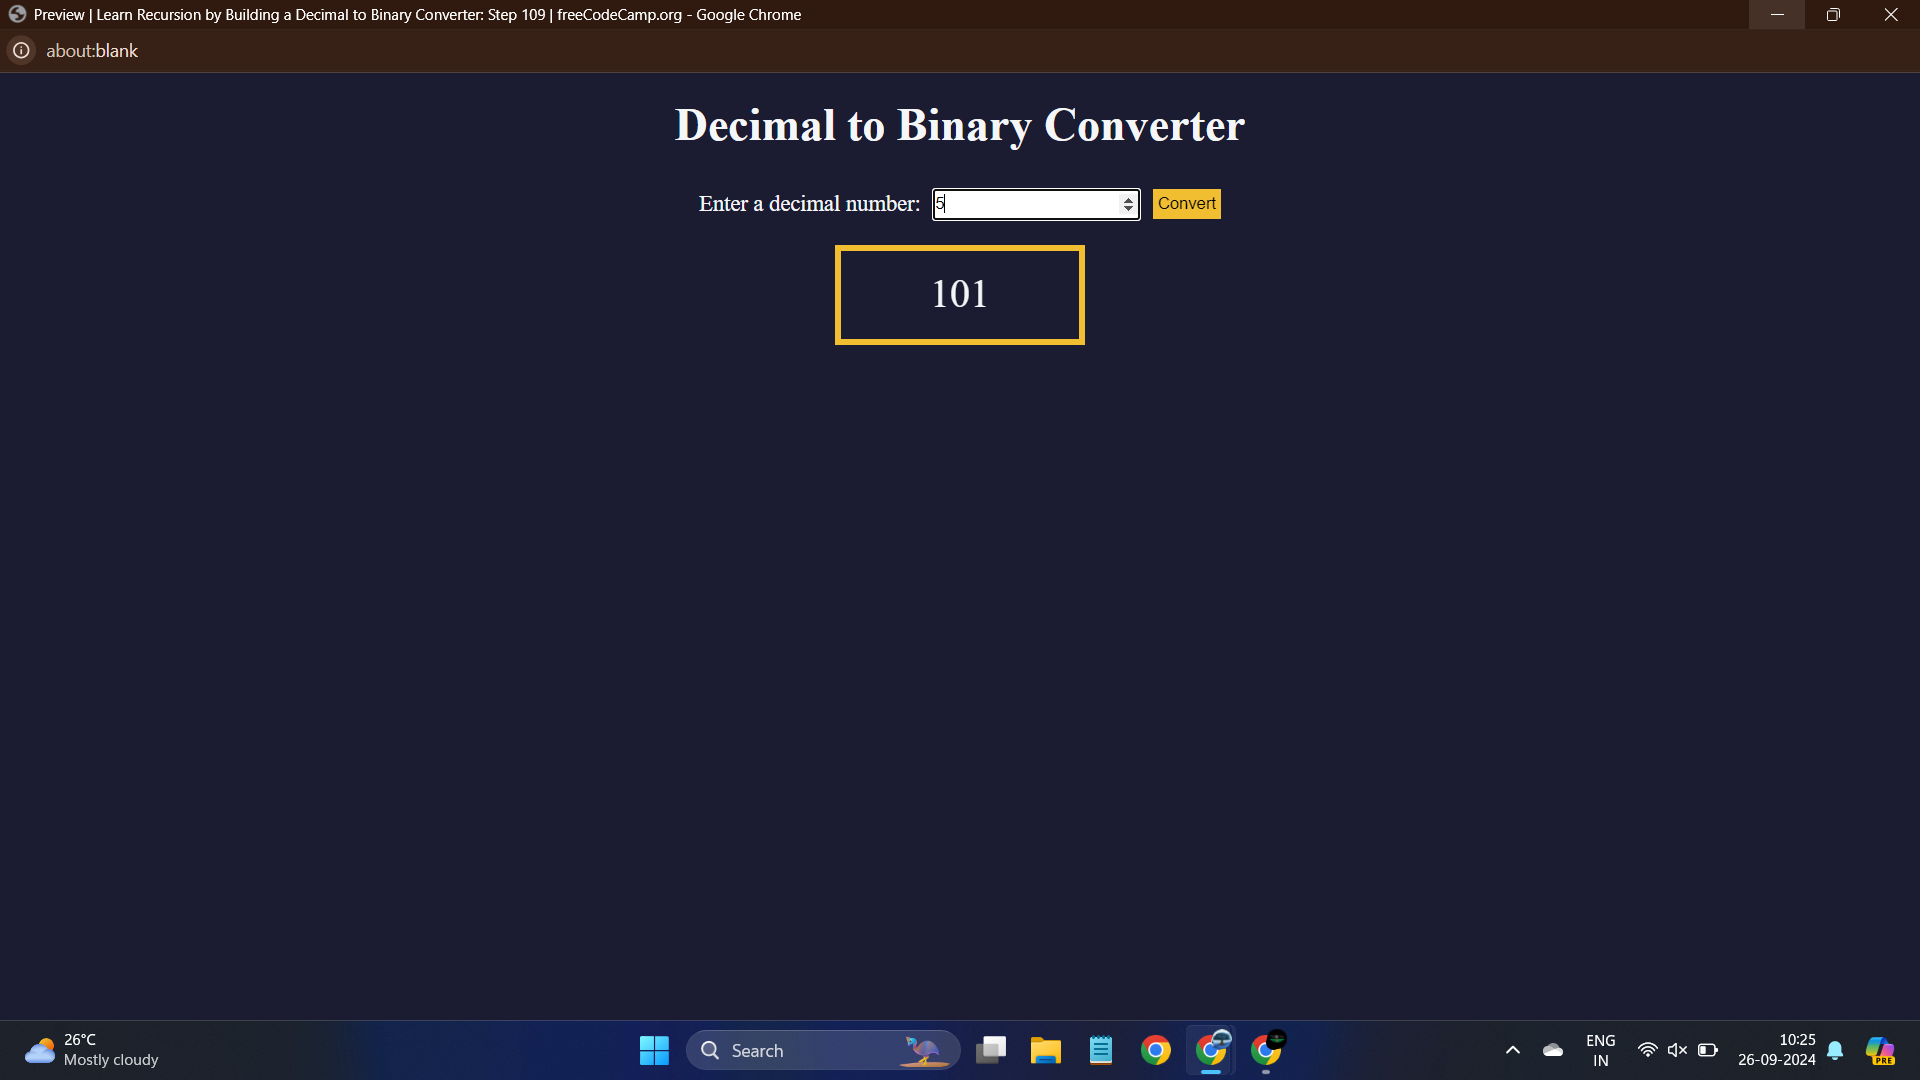 Preview | Learn Recursion by Building a Decimal to Binary Converter: Step 109 | freeCodeCamp.org - Google Chrome
about:blank
Decimal to Binary Converter
Enter a decimal number: 5 Convert
101
26°C
Mostly cloudy
Search
ENG
IN
10:25
26-09-2024
PRE